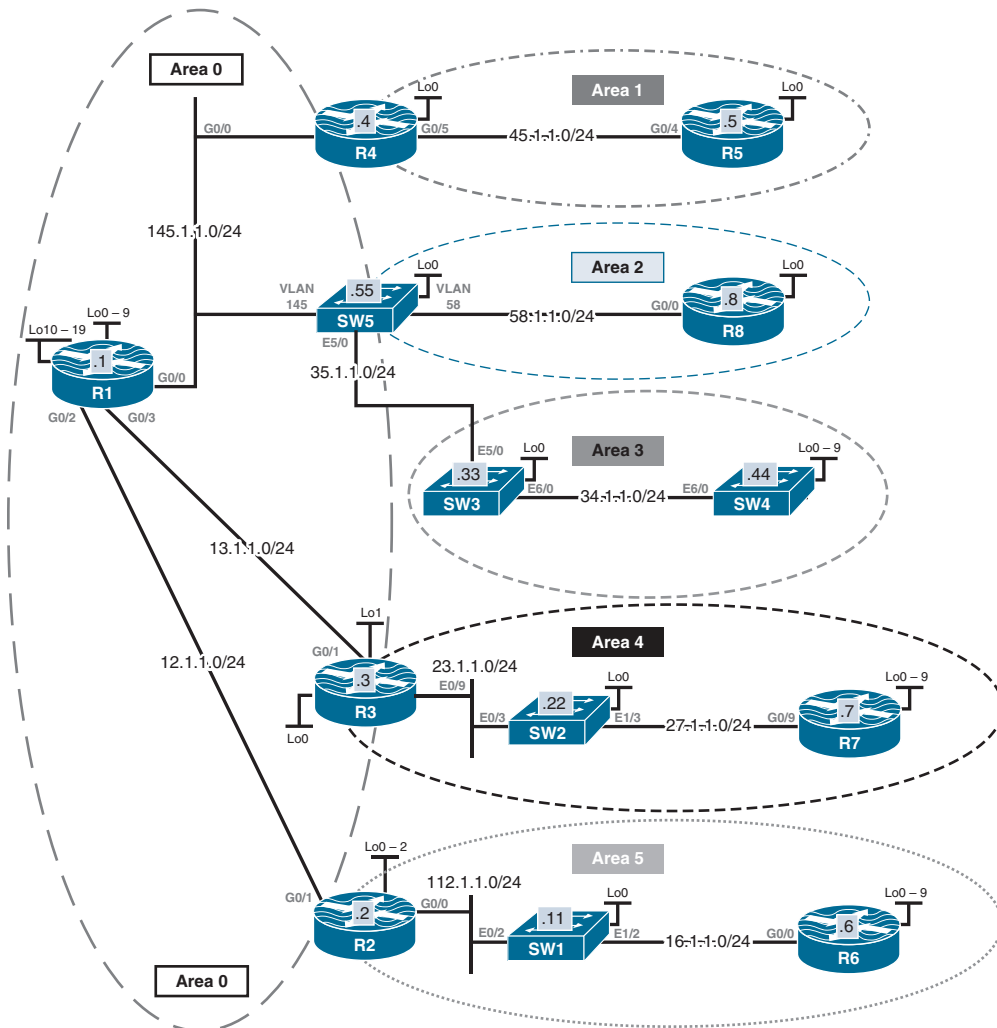 Area 0
Area 1
Lo0
Lo0
.4
.5
G0/0
G0/5
45.1.1.0/24
G0/4
R4
R5
145.1.1.0/24
Area 2
Lo0
Lo0
VLAN
145
.55
VLAN
58
.8
G0/0
SW5
58.1.1.0/24
R8
E5/0
35.1.1.0/24
Lo0 – 9
Lo10 – 19
.1
G0/0
R1
G0/2
G0/3
Area 3
E5/0
Lo0
Lo0 – 9
.33
.44
E6/0
34.1.1.0/24
E6/0
SW3
SW4
13.1.1.0/24
Lo1
Area 4
12.1.1.0/24
G0/1
23.1.1.0/24
.3
E0/9
Lo0
Lo0 – 9
R3
Lo0
.22
.7
E0/3
E1/3
27.1.1.0/24
G0/9
SW2
R7
Lo0 – 2
Area 5
112.1.1.0/24
Lo0
Lo0 – 9
G0/1
.2
G0/0
.11
.6
R2
E0/2
E1/2
16.1.1.0/24
G0/0
SW1
R6
Area 0